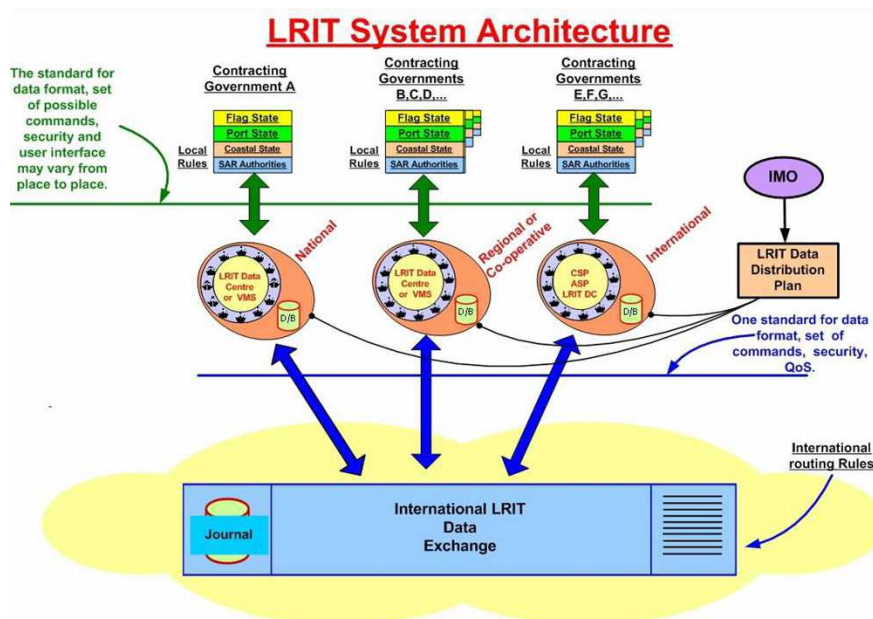 LRIT System Architecture
The standard for
data format, set
of possible
commands,
security and
user interface
may vary from
place to place.
Contracting
Government A
Flag State
Port State
Coastal State
SAR Authorities
Local
Rules
Contracting
Governments
B,C,D,...
Flag State
Port State
Coastal State
SAR Authorities
Local
Rules
Contracting
Governments
E,F,G,...
Flag State
Port State
Coastal State
SAR Authorities
Local
Rules
IMO
LRIT Data
Distribution
Plan
National
LRIT Data
Centre
or VMS
D/B
Regional or
Co-operative
LRIT Data
Centre
or VMS
D/B
International
CSP
ASP
LRIT DC
D/B
One standard for data
format, set of
commands, security,
QoS.
International
routing Rules
Journal
International LRIT
Data
Exchange